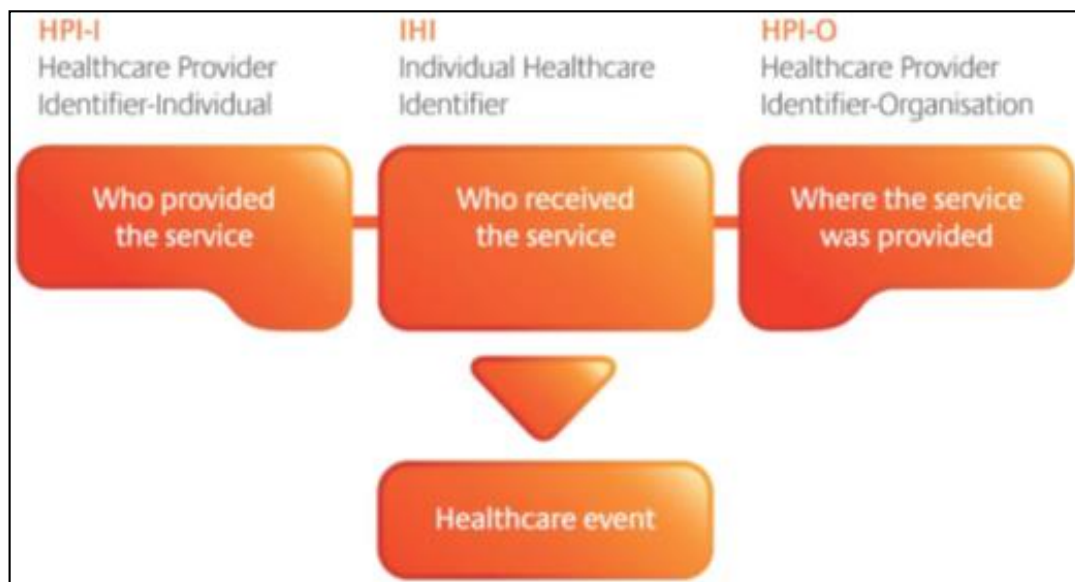 HPI-I
Healthcare Provider
Identifier-Individual
IHI
Individual Healthcare
Identifier
HPI-O
Healthcare Provider
Identifier-Organisation
Who provided
the service
Who received
the service
Where the service
was provided
Healthcare event